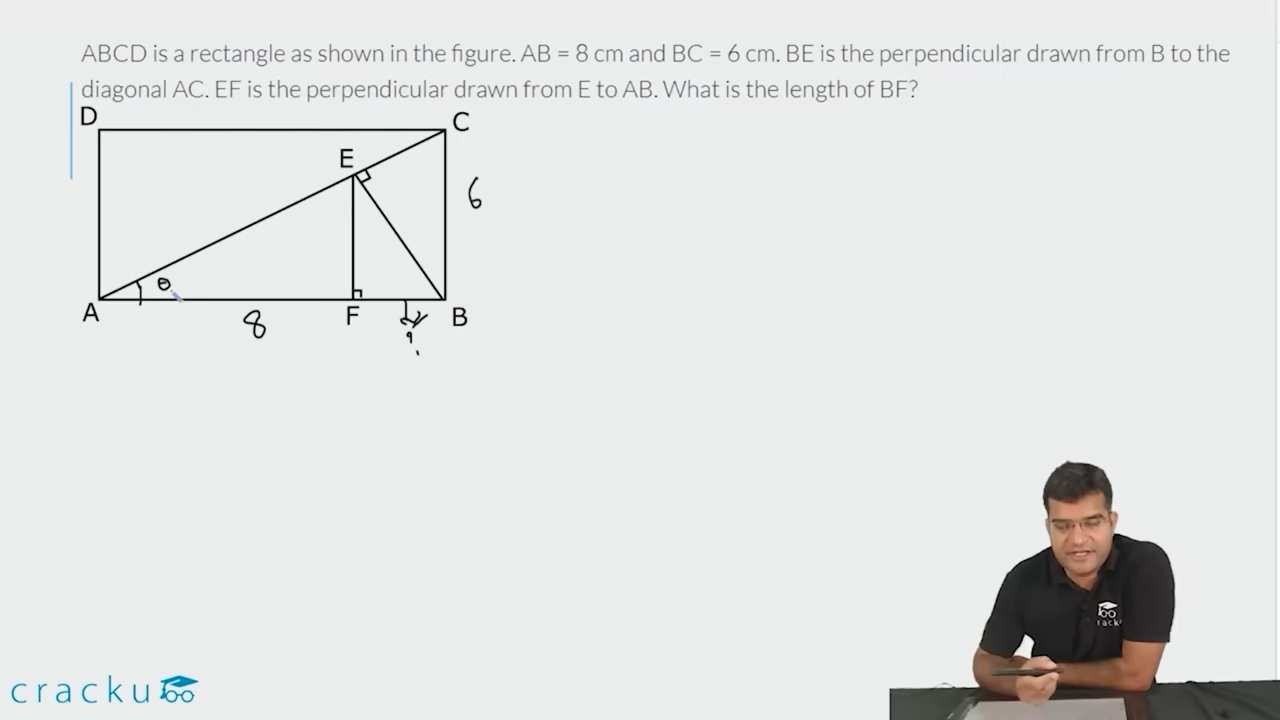 ABCD is a rectangle as shown in the figure. AB = 8 cm and BC = 6 cm. BE is the perpendicular drawn from B to the
diagonal AC. EF is the perpendicular drawn from E to AB. What is the length of BF?
D
C
E
6
θ
A
F
B
8
?
cracku